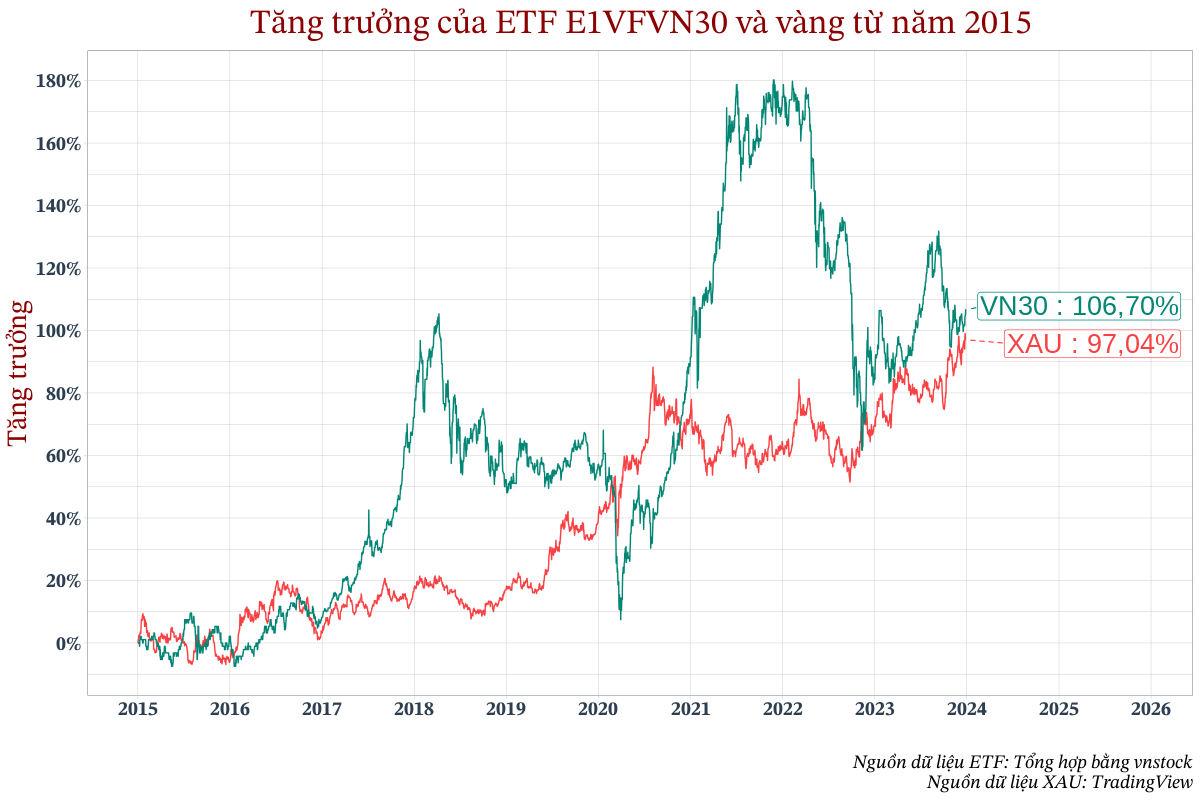 Tăng trưởng của ETF E1VFVN30 và vàng từ năm 2015
Tăng trưởng
180%
160%
140%
120%
100%
80%
60%
40%
20%
0%
VN30 : 106,70%
XAU : 97,04%
2015 2016 2017 2018 2019 2020 2021 2022 2023 2024 2025 2026
Nguồn dữ liệu ETF: Tổng hợp bằng vnstock
Nguồn dữ liệu XAU: TradingView